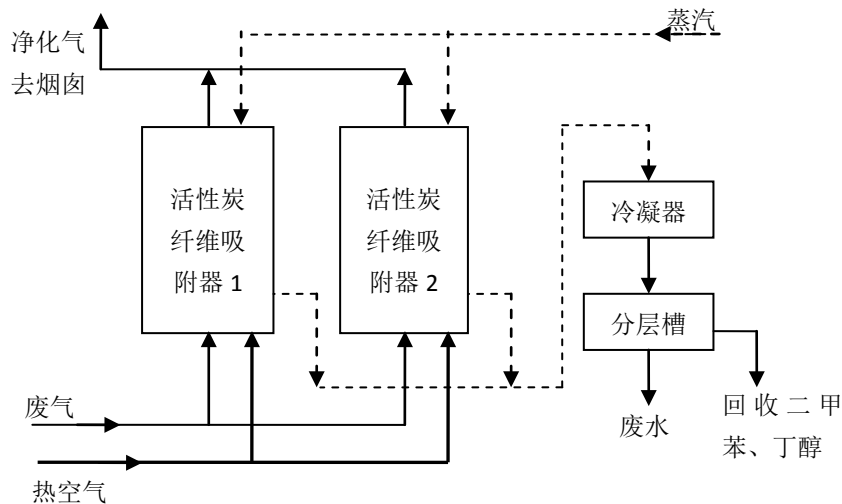 净化气
去烟囱
蒸汽
活性炭
纤维吸
附器 1
活性炭
纤维吸
附器 2
冷凝器
分层槽
废气
热空气
废水
回收二甲
苯、丁醇